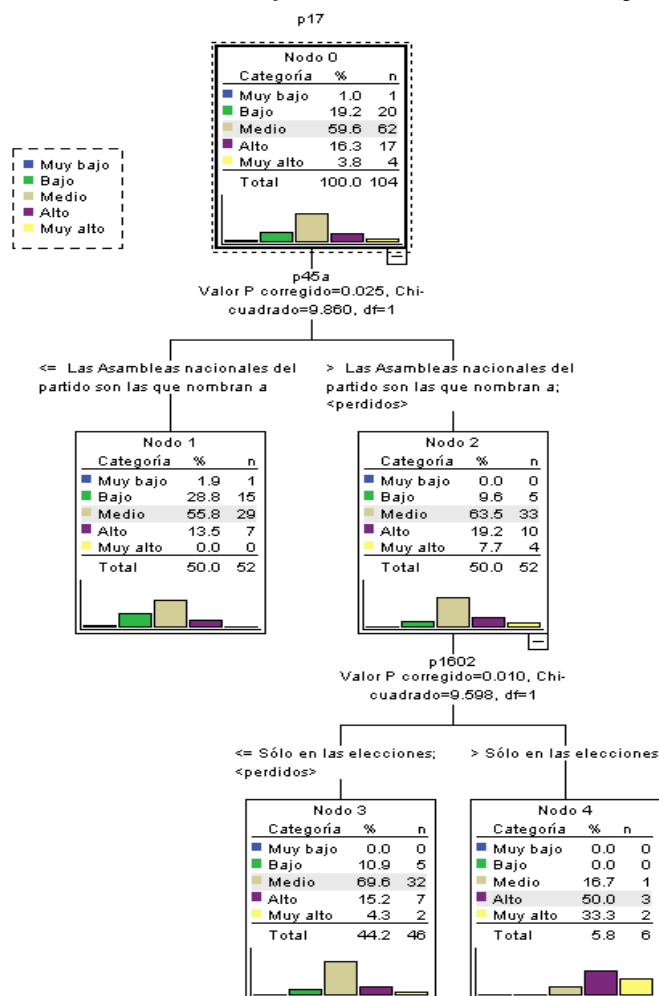 p17
Nodo 0
Categoría % n
Muy bajo 1.0 1
Bajo 19.2 20
Medio 59.6 62
Alto 16.3 17
Muy alto 3.8 4
Total 100.0 104
Muy bajo
Bajo
Medio
Alto
Muy alto
p45a
Valor P corregido=0.025, Chi-
cuadrado=9.860, df=1
<= Las Asambleas nacionales del
partido son las que nombran a
> Las Asambleas nacionales del
partido son las que nombran a;
<perdidos>
Nodo 1
Categoría % n
Muy bajo 1.9 1
Bajo 28.8 15
Medio 55.8 29
Alto 13.5 7
Muy alto 0.0 0
Total 50.0 52
Nodo 2
Categoría % n
Muy bajo 0.0 0
Bajo 9.6 5
Medio 63.5 33
Alto 19.2 10
Muy alto 7.7 4
Total 50.0 52
p1602
Valor P corregido=0.010, Chi-
cuadrado=9.598, df=1
<= Sólo en las elecciones;
<perdidos>
> Sólo en las elecciones
Nodo 3
Categoría % n
Muy bajo 0.0 0
Bajo 10.9 5
Medio 69.6 32
Alto 15.2 7
Muy alto 4.3 2
Total 44.2 46
Nodo 4
Categoría % n
Muy bajo 0.0 0
Bajo 0.0 0
Medio 16.7 1
Alto 50.0 3
Muy alto 33.3 2
Total 5.8 6